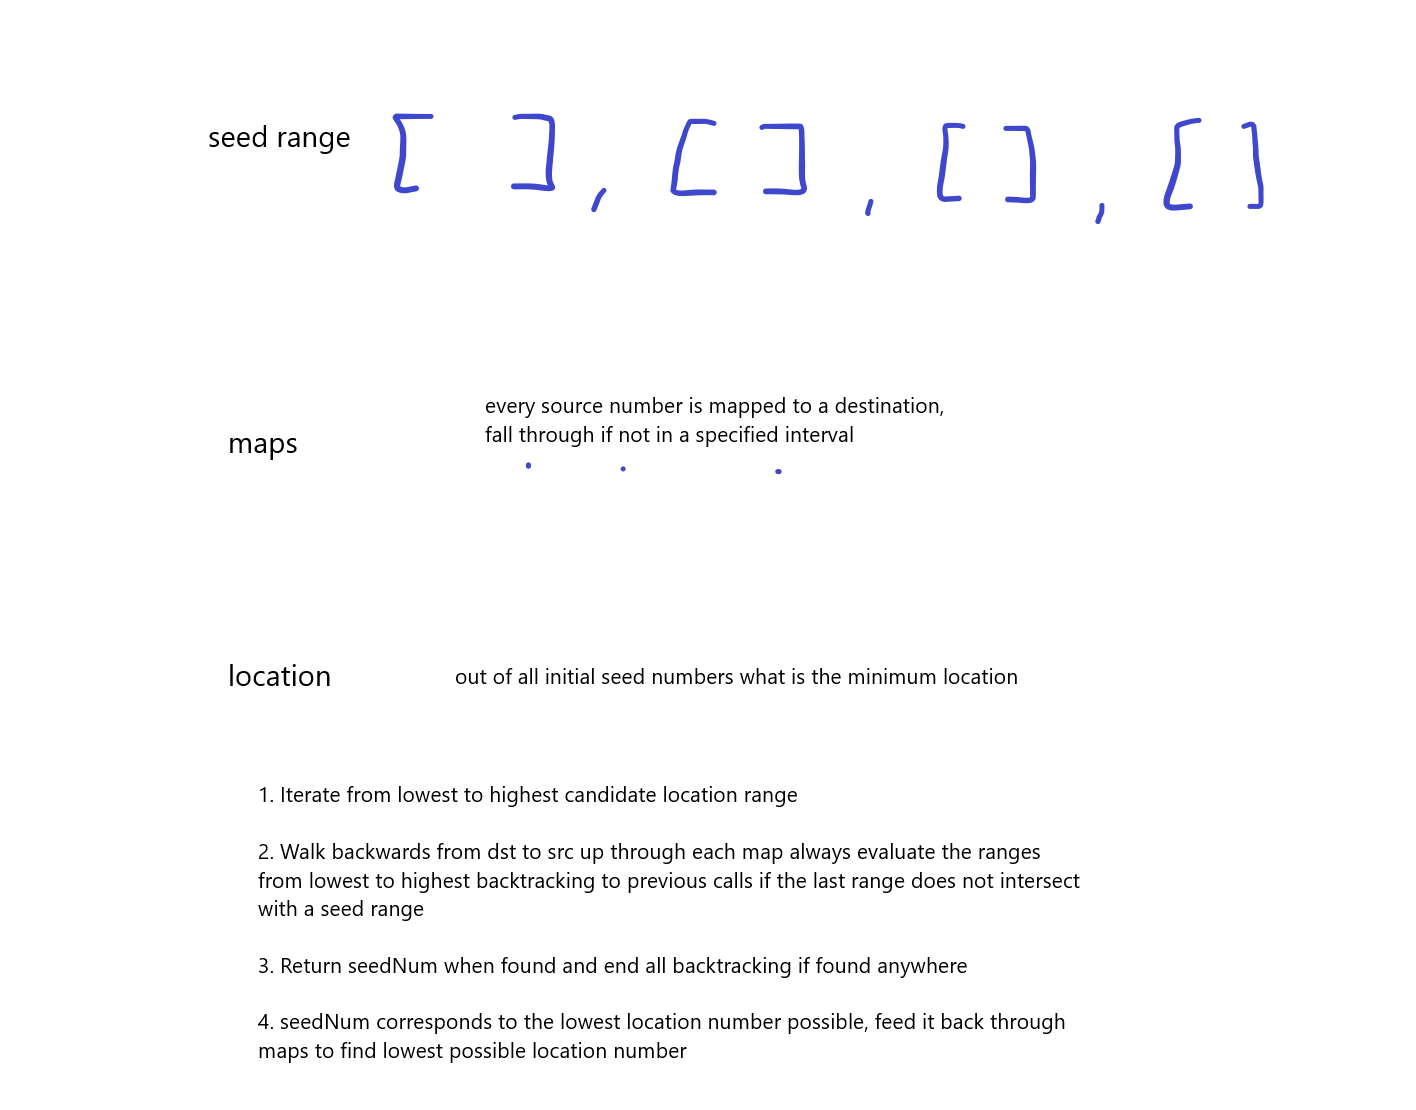 seed range [ ] , [ ] , [ ] , [ ]
every source number is mapped to a destination,
fall through if not in a specified interval
maps
. . .
location
out of all initial seed numbers what is the minimum location
1. Iterate from lowest to highest candidate location range
2. Walk backwards from dst to src up through each map always evaluate the ranges
from lowest to highest backtracking to previous calls if the last range does not intersect
with a seed range
3. Return seedNum when found and end all backtracking if found anywhere
4. seedNum corresponds to the lowest location number possible, feed it back through
maps to find lowest possible location number